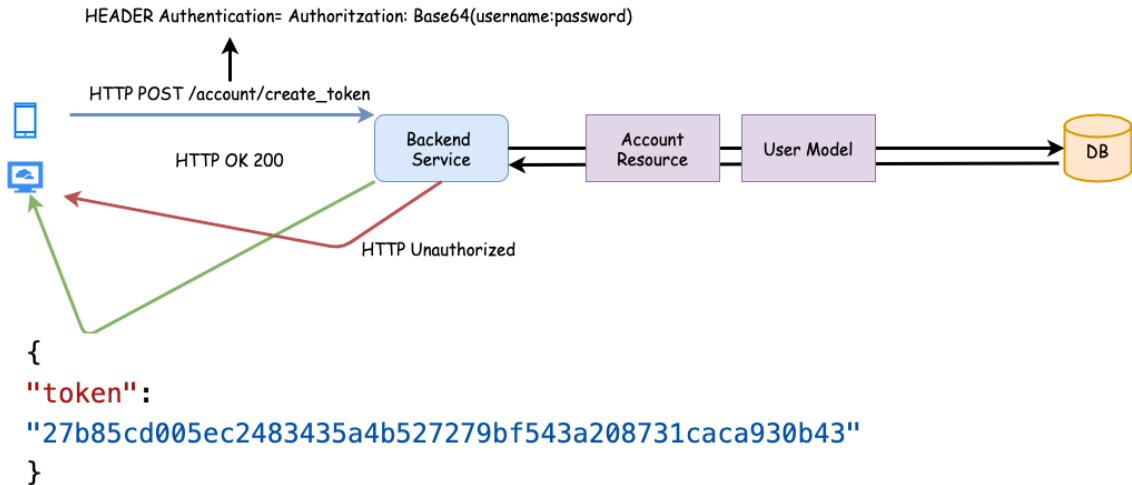 HEADER Authentication= Authoritzation: Base64(username:password)
HTTP POST /account/create_token
HTTP OK 200
Backend
Service
Account
Resource
User Model
DB
HTTP Unauthorized
{
"token":
"27b85cd005ec2483435a4b527279bf543a208731caca930b43"
}